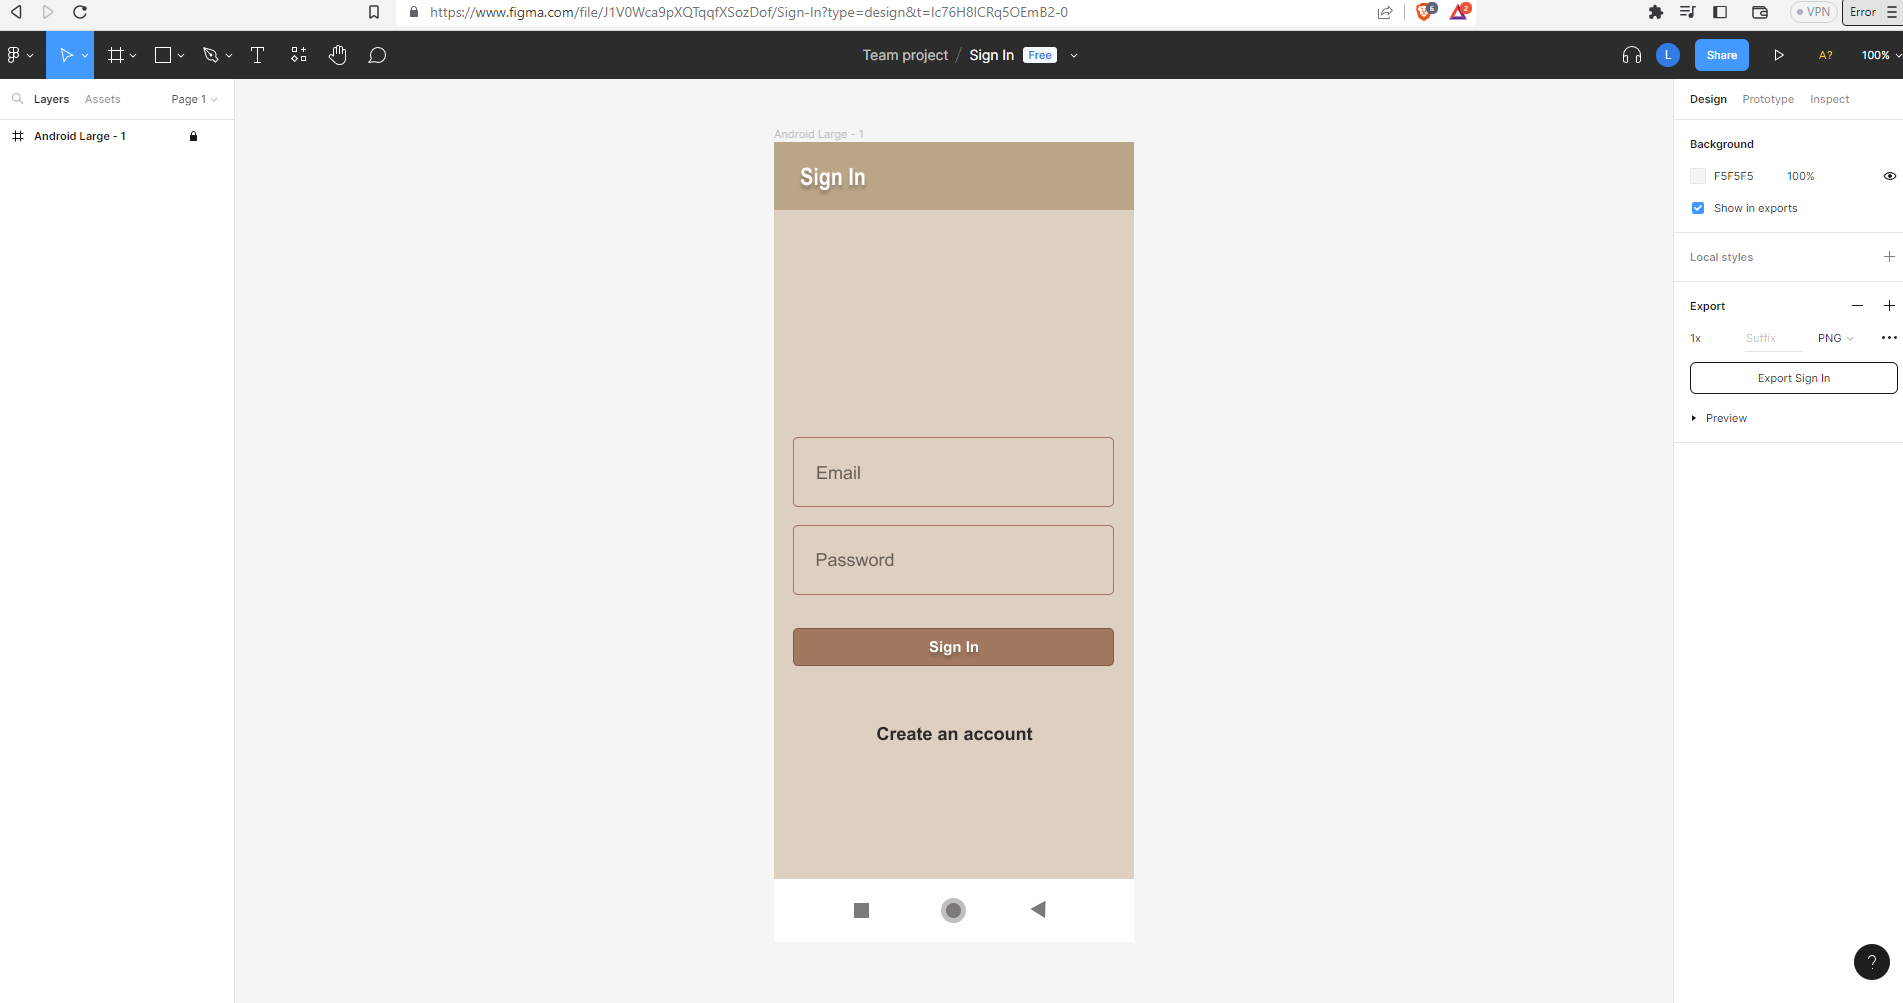 https://www.figma.com/file/J1V0Wca9pXQTqqfXSozDof/Sign-In?type=design&t=Ic76H8ICRq5OEmB2-0
6
2
VPN
Error
Team project / Sign In Free
L
Share
A?
100%
Layers Assets Page 1
Android Large - 1
Android Large - 1
Sign In
Email
Password
Sign In
Create an account
Design Prototype Inspect
Background
F5F5F5 100%
Show in exports
Local styles
Export
1x Suffix PNG
Export Sign In
Preview
?